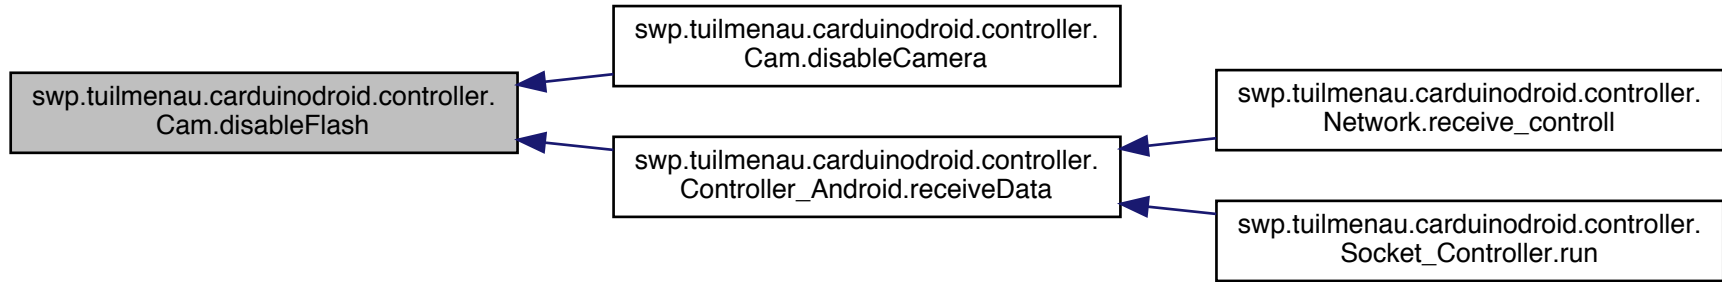 swp.tuilmenau.carduinodroid.controller.
Cam.disableFlash
swp.tuilmenau.carduinodroid.controller.
Cam.disableCamera
swp.tuilmenau.carduinodroid.controller.
Controller_Android.receiveData
swp.tuilmenau.carduinodroid.controller.
Network.receive_controll
swp.tuilmenau.carduinodroid.controller.
Socket_Controller.run